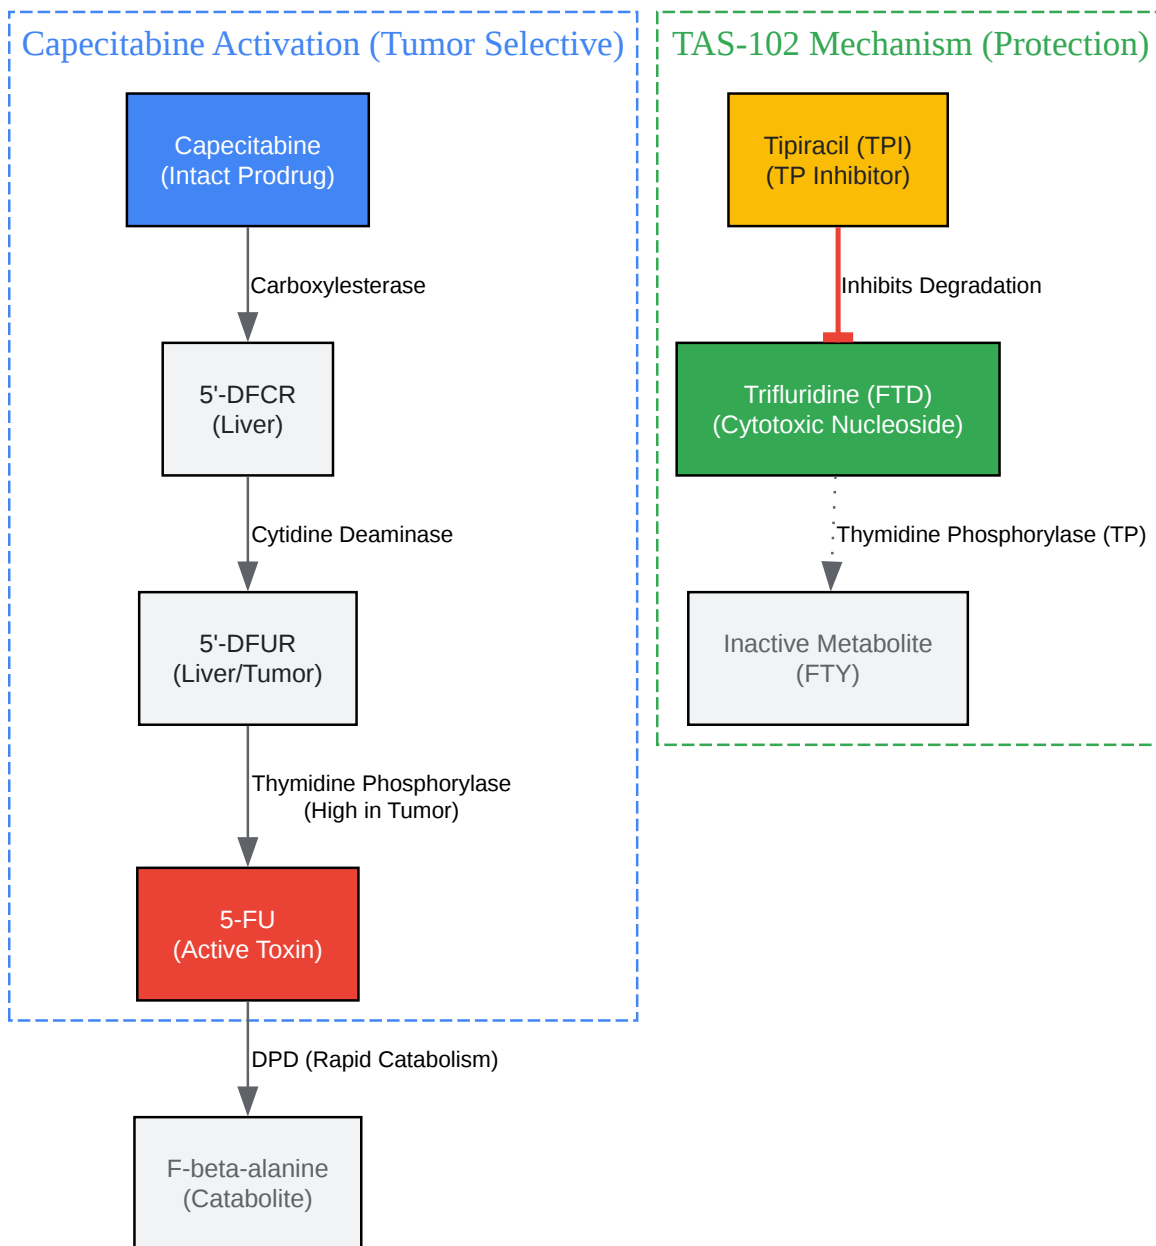 Capecitabine Activation (Tumor Selective)
Capecitabine
(Intact Prodrug)
Carboxylesterase
5'-DFCR
(Liver)
Cytidine Deaminase
5'-DFUR
(Liver/Tumor)
Thymidine Phosphorylase
(High in Tumor)
5-FU
(Active Toxin)
DPD (Rapid Catabolism)
F-beta-alanine
(Catabolite)
TAS-102 Mechanism (Protection)
Tipiracil (TPI)
(TP Inhibitor)
Inhibits Degradation
Trifluridine (FTD)
(Cytotoxic Nucleoside)
Thymidine Phosphorylase (TP)
Inactive Metabolite
(FTY)